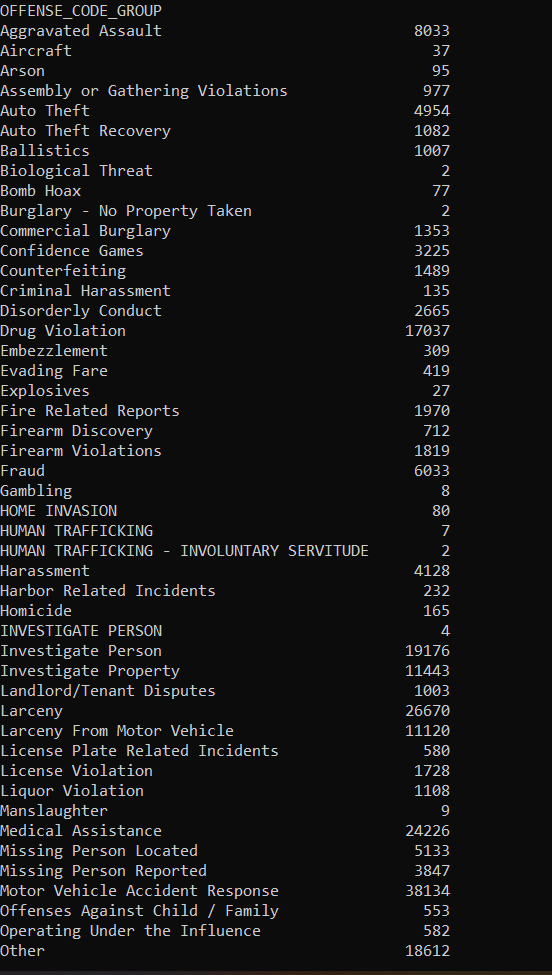 OFFENSE_CODE_GROUP
Aggravated Assault 8033
Aircraft 37
Arson 95
Assembly or Gathering Violations 977
Auto Theft 4954
Auto Theft Recovery 1082
Ballistics 1007
Biological Threat 2
Bomb Hoax 77
Burglary - No Property Taken 2
Commercial Burglary 1353
Confidence Games 3225
Counterfeiting 1489
Criminal Harassment 135
Disorderly Conduct 2665
Drug Violation 17037
Embezzlement 309
Evading Fare 419
Explosives 27
Fire Related Reports 1970
Firearm Discovery 712
Firearm Violations 1819
Fraud 6033
Gambling 8
HOME INVASION 80
HUMAN TRAFFICKING 7
HUMAN TRAFFICKING - INVOLUNTARY SERVITUDE 2
Harassment 4128
Harbor Related Incidents 232
Homicide 165
INVESTIGATE PERSON 4
Investigate Person 19176
Investigate Property 11443
Landlord/Tenant Disputes 1003
Larceny 26670
Larceny From Motor Vehicle 11120
License Plate Related Incidents 580
License Violation 1728
Liquor Violation 1108
Manslaughter 9
Medical Assistance 24226
Missing Person Located 5133
Missing Person Reported 3847
Motor Vehicle Accident Response 38134
Offenses Against Child / Family 553
Operating Under the Influence 582
Other 18612